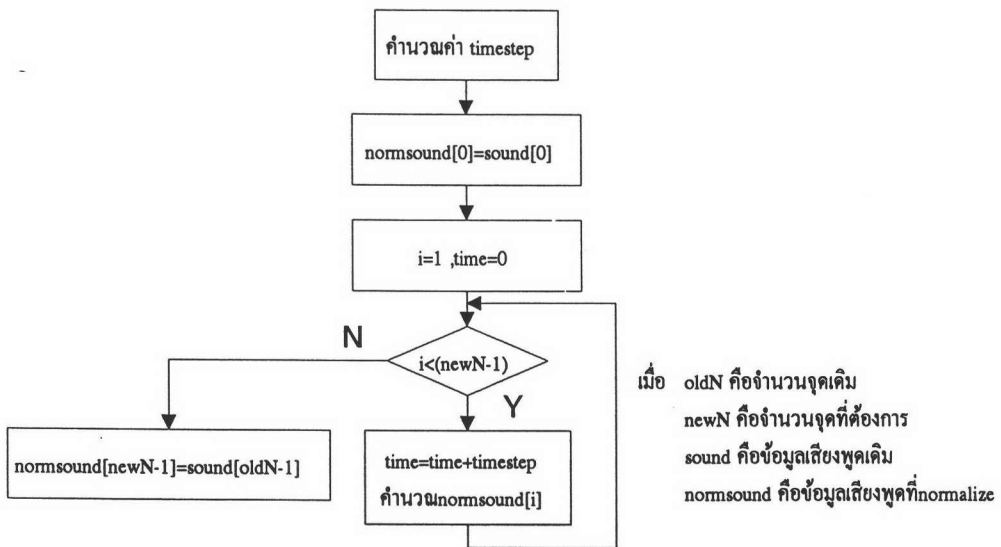 คำนวณค่า timestep
normsound[0]=sound[0]
i=1 ,time=0
N
i<(newN-1)
Y
normsound[newN-1]=sound[oldN-1]
time=time+timestep
คำนวณnormsound[i]
เมื่อ oldN คือจำนวนจุดเดิม
newN คือจำนวนจุดที่ต้องการ
sound คือข้อมูลเสียงพูดเดิม
normsound คือข้อมูลเสียงพูดที่normalize